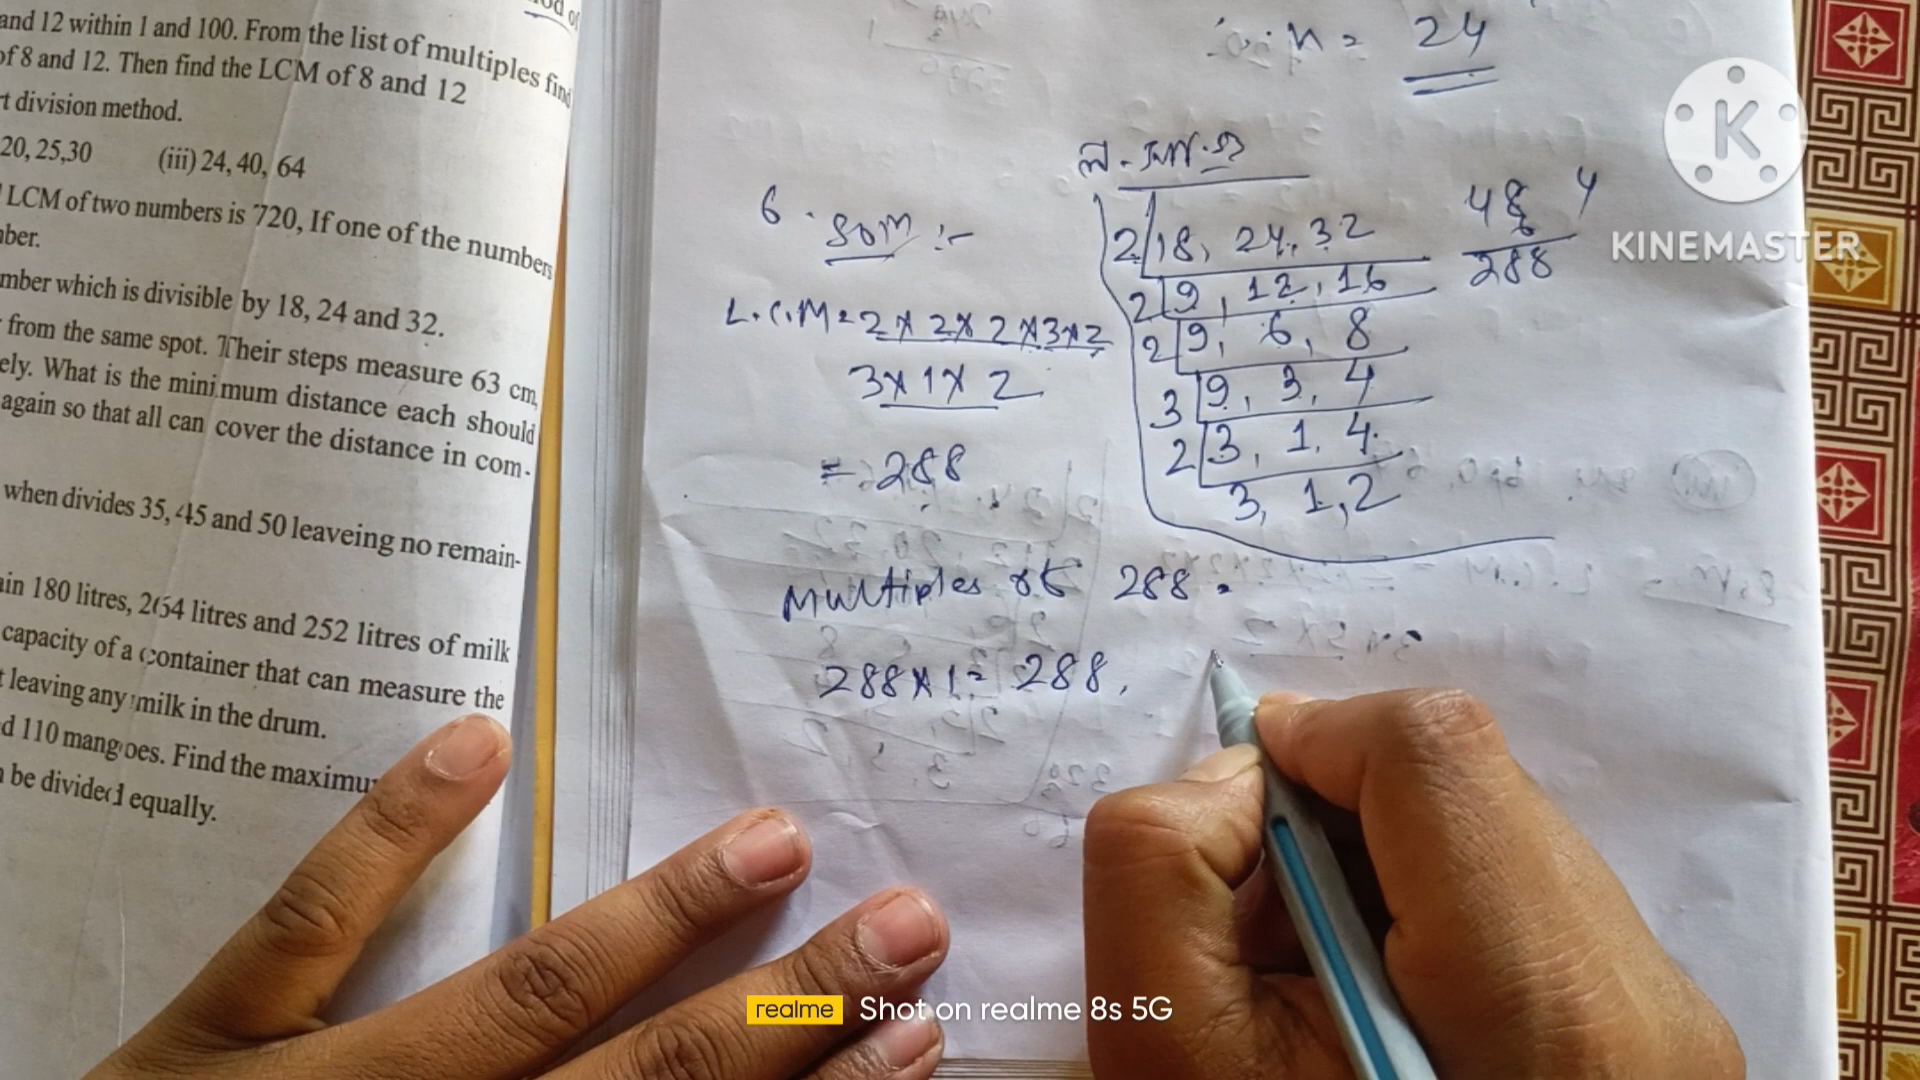 and 12 within 1 and 100. From the list of multiples find
of 8 and 12. Then find the LCM of 8 and 12
t division method.
20, 25,30 (iii) 24, 40, 64
LCM of two numbers is 720, If one of the numbers
ber.
mber which is divisible by 18, 24 and 32.
from the same spot. Their steps measure 63 cm,
ely. What is the minimum distance each should
again so that all can cover the distance in com-
when divides 35, 45 and 50 leaveing no remain-
ain 180 litres, 264 litres and 252 litres of milk
capacity of a container that can measure the
t leaving any milk in the drum.
d 110 mangoes. Find the maximu
be divided equally.
= 24
ল.সা.গু
6. :-
2 18, 24, 32
2 9, 12, 16
2 9, 6, 8
3 9, 3, 4
2 3, 1, 4
3, 1, 2
48
6
288
L.C.M = 2 x 2 x 2 x 3 x 2
3 x 1 x 2
= 288
Multiples of 288 =
288 x 1 = 288,
K
KINEMASTER
realme Shot on realme 8s 5G